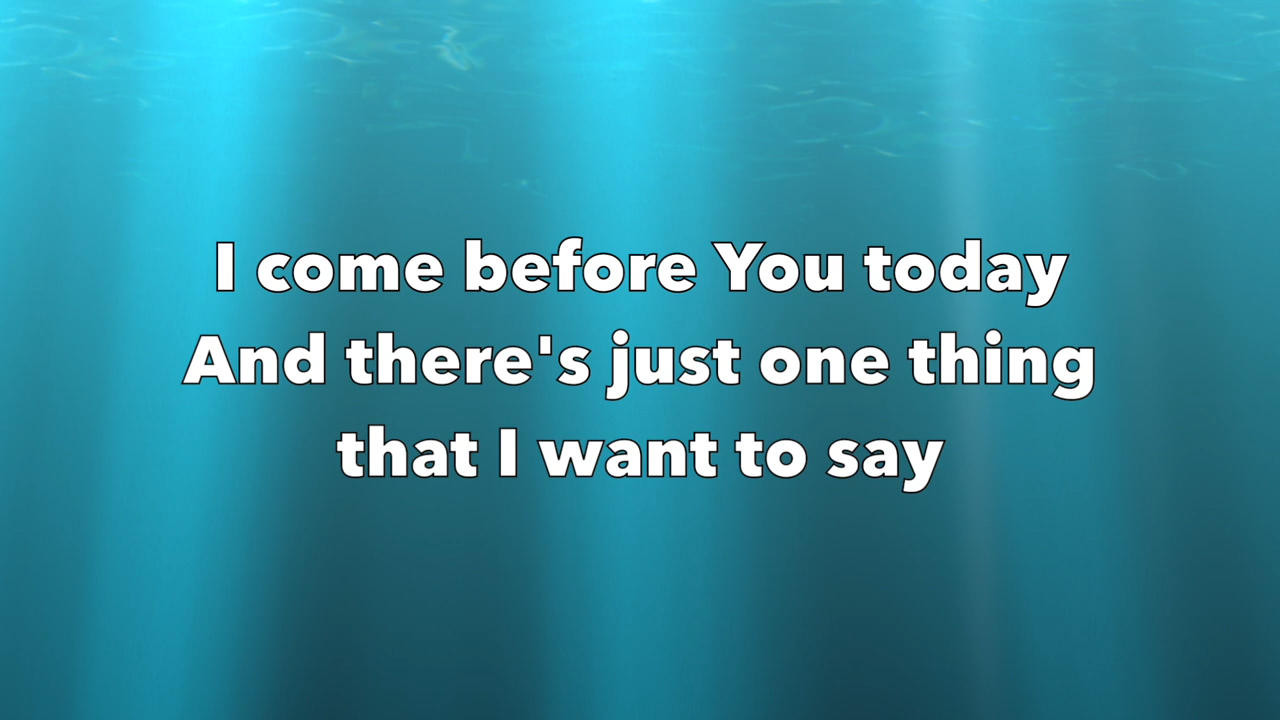 I come before You today
And there's just one thing
that I want to say